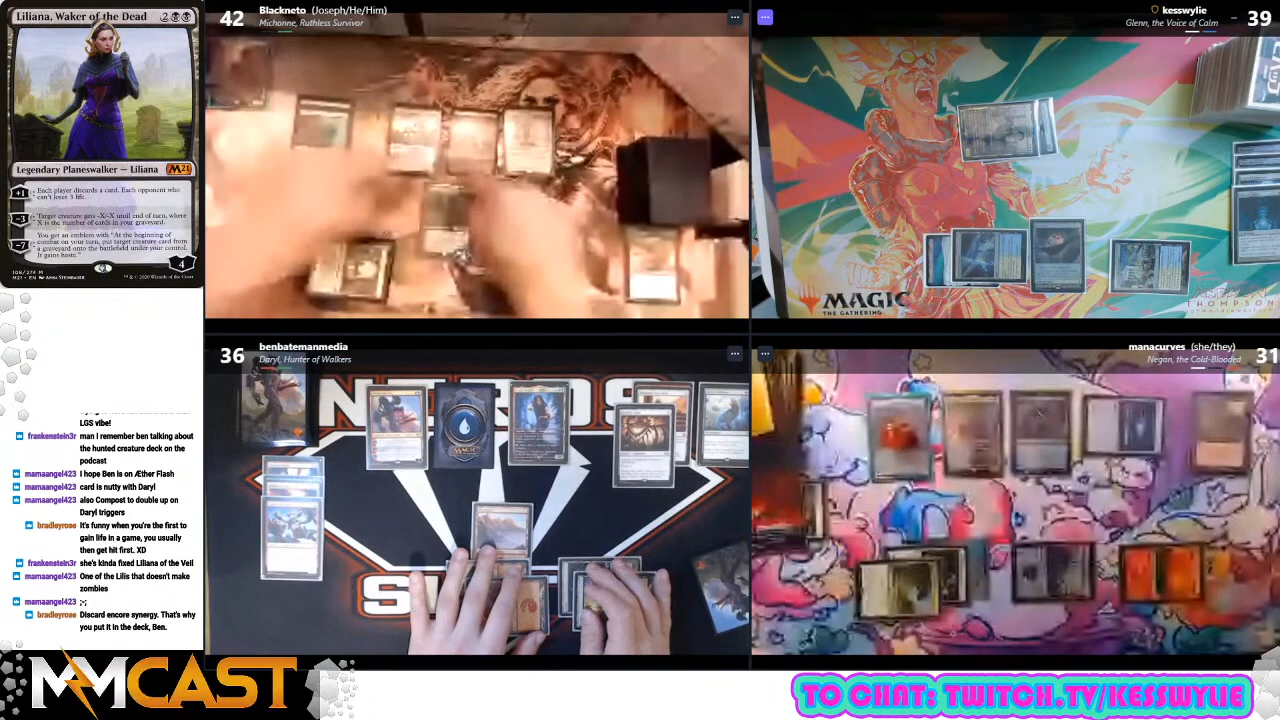 Liliana, Waker of the Dead
Legendary Planeswalker — Liliana M21
+1 Each player discards a card. Each opponent who
can't loses 3 life.
-3 Target creature gets -X/-X until end of turn, where
X is the number of cards in your graveyard.
-7 You get an emblem with "At the beginning of
combat on your turn, put target creature card from
a graveyard onto the battlefield under your control.
It gains haste."
4
LGS vibe!
frankenstein3r man I remember ben talking about
the hunted creature deck on the
podcast
mamaangel423 I hope Ben is on Æther Flash
mamaangel423 card is nutty with Daryl
mamaangel423 also Compost to double up on
Daryl triggers
bradleyrose It's funny when you're the first to
gain life in a game, you usually
then get hit first. XD
frankenstein3r she's kinda fixed Liliana of the Veil
mamaangel423 One of the Lilis that doesn't make
zombies
mamaangel423 ;-;
bradleyrose Discard encore synergy. That's why
you put it in the deck, Ben.
MMCAST
42 Blackneto (Joseph/He/Him)
Michonne, Ruthless Survivor
kesswylie 39
Glenn, the Voice of Calm
MAGIC
THE GATHERING
THOMPSON
36 benbatemanmedia
Daryl, Hunter of Walkers
manacurves (she/they) 31
Negan, the Cold-Blooded
TO CHAT: TWITCH.TV/KESSWYLIE